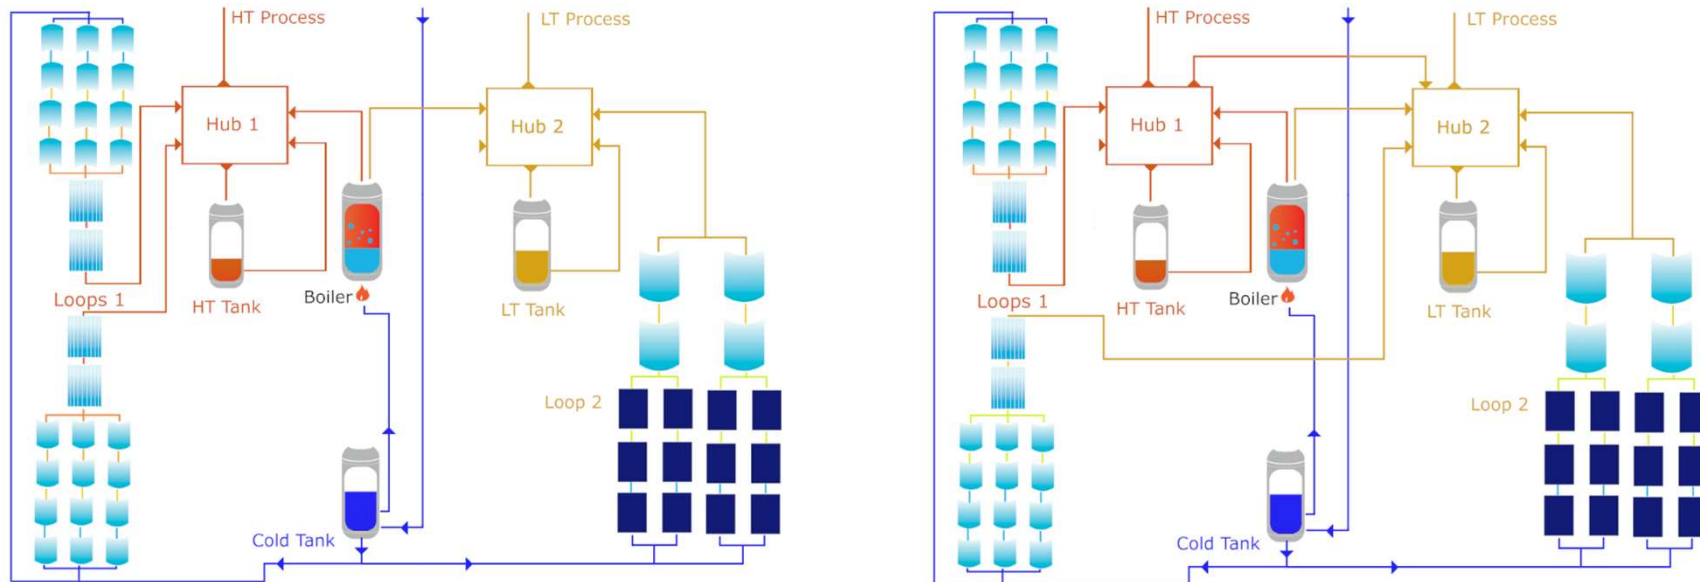 HT Process
LT Process
Hub 1
Hub 2
Loops 1
HT Tank
Boiler
LT Tank
Loop 2
Cold Tank
HT Process
LT Process
Hub 1
Hub 2
Loops 1
HT Tank
Boiler
LT Tank
Loop 2
Cold Tank